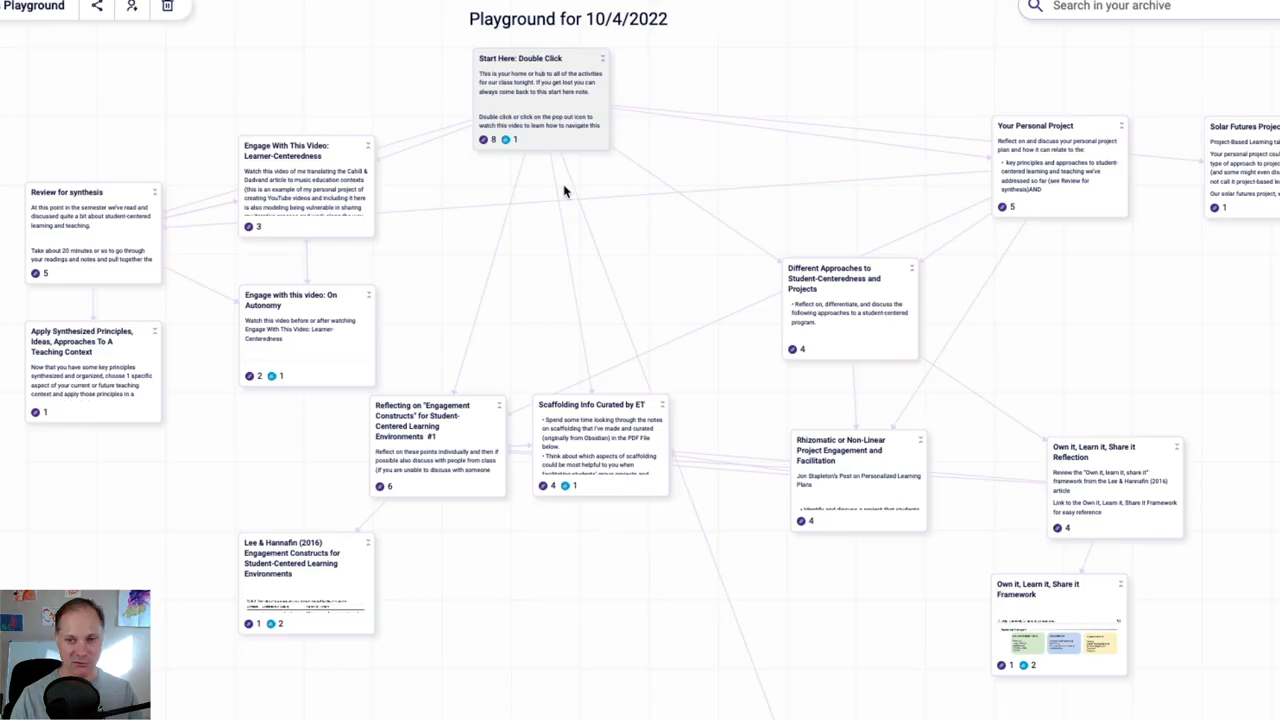 Playground
Playground for 10/4/2022
Search in your archive
Start Here: Double Click
This is your home or hub to all of the activities
for our class tonight. If you get lost you can
always come back to this start here note.
Double click or click on the pop out icon to
watch this video to learn how to navigate this
8 1
Engage With This Video:
Learner-Centeredness
Watch this video of me translating the Cahill &
Dadvand article to music education contexts
(this is an example of my personal project of
creating YouTube videos and including it here
is also modeling being vulnerable in sharing
3
Review for synthesis
At this point in the semester we've read and
discussed quite a bit about student-centered
learning and teaching.
Take about 20 minutes or so to go through
your readings and notes and pull together the
5
Engage with this video: On
Autonomy
Watch this video before or after watching
Engage With This Video: Learner-
Centeredness
2 1
Apply Synthesized Principles,
Ideas, Approaches To A
Teaching Context
Now that you have some key principles
synthesized and organized, choose 1 specific
aspect of your current or future teaching
context and apply those principles in a
1
Your Personal Project
Reflect on and discuss your personal project
plan and how it can relate to the:
• key principles and approaches to student-
centered learning and teaching we've
addressed so far (see Review for
synthesis)AND
5
Solar Futures Projec
Project-Based Learning ta
Your personal project coul
type of approach to projec
(and some might even dis
not call it project-based le
Our solar futures project, w
1
Different Approaches to
Student-Centeredness and
Projects
• Reflect on, differentiate, and discuss the
following approaches to a student-centered
program.
4
Reflecting on "Engagement
Constructs" for Student-
Centered Learning
Environments #1
Reflect on these points individually and then if
possible also discuss with people from class
(if you are unable to discuss with someone
6
Scaffolding Info Curated by ET
• Spend some time looking through the notes
on scaffolding that I've made and curated
(originally from Obsidian) in the PDF File
below.
• Think about which aspects of scaffolding
could be most helpful to you when
4 1
Rhizomatic or Non-Linear
Project Engagement and
Facilitation
Jon Stapleton's Post on Personalized Learning
Plans
• Identify and discuss a project that students
4
Own it, Learn it, Share it
Reflection
Review the "Own it, learn it, share it"
framework from the Lee & Hannafin (2016)
article
Link to the Own it, Learn it, Share it Framework
for easy reference
4
Lee & Hannafin (2016)
Engagement Constructs for
Student-Centered Learning
Environments
1 2
Own it, Learn it, Share it
Framework
1 2